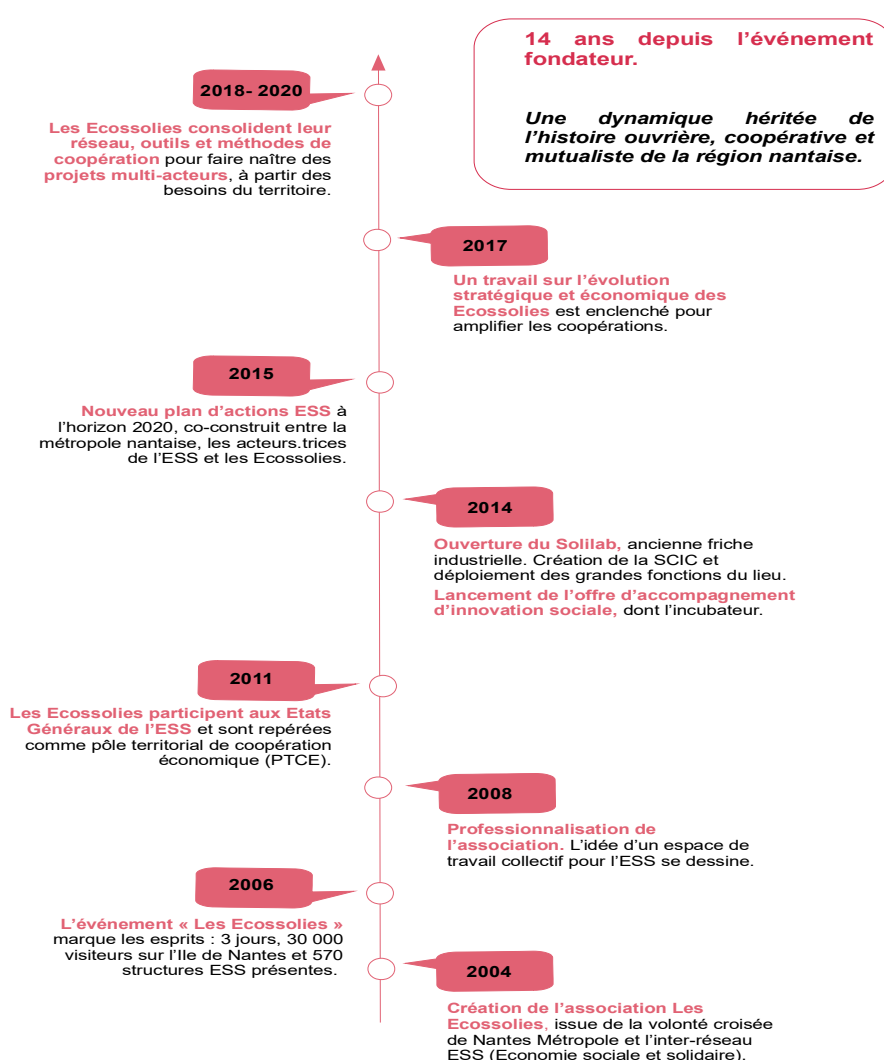 14 ans depuis l’événement
fondateur.
Une dynamique héritée de
l’histoire ouvrière, coopérative et
mutualiste de la région nantaise.
2018- 2020
Les Ecossolies consolident leur
réseau, outils et méthodes de
coopération pour faire naître des
projets multi-acteurs, à partir des
besoins du territoire.
2017
Un travail sur l’évolution
stratégique et économique des
Ecossolies est enclenché pour
amplifier les coopérations.
2015
Nouveau plan d’actions ESS à
l’horizon 2020, co-construit entre la
métropole nantaise, les acteurs.trices
de l’ESS et les Ecossolies.
2014
Ouverture du Solilab, ancienne friche
industrielle. Création de la SCIC et
déploiement des grandes fonctions du lieu.
Lancement de l’offre d’accompagnement
d’innovation sociale, dont l’incubateur.
2011
Les Ecossolies participent aux Etats
Généraux de l’ESS et sont repérées
comme pôle territorial de coopération
économique (PTCE).
2008
Professionnalisation de
l’association. L’idée d’un espace de
travail collectif pour l’ESS se dessine.
2006
L’événement « Les Ecossolies »
marque les esprits : 3 jours, 30 000
visiteurs sur l’Ile de Nantes et 570
structures ESS présentes.
2004
Création de l’association Les
Ecossolies, issue de la volonté croisée
de Nantes Métropole et l’inter-réseau
ESS (Economie sociale et solidaire).